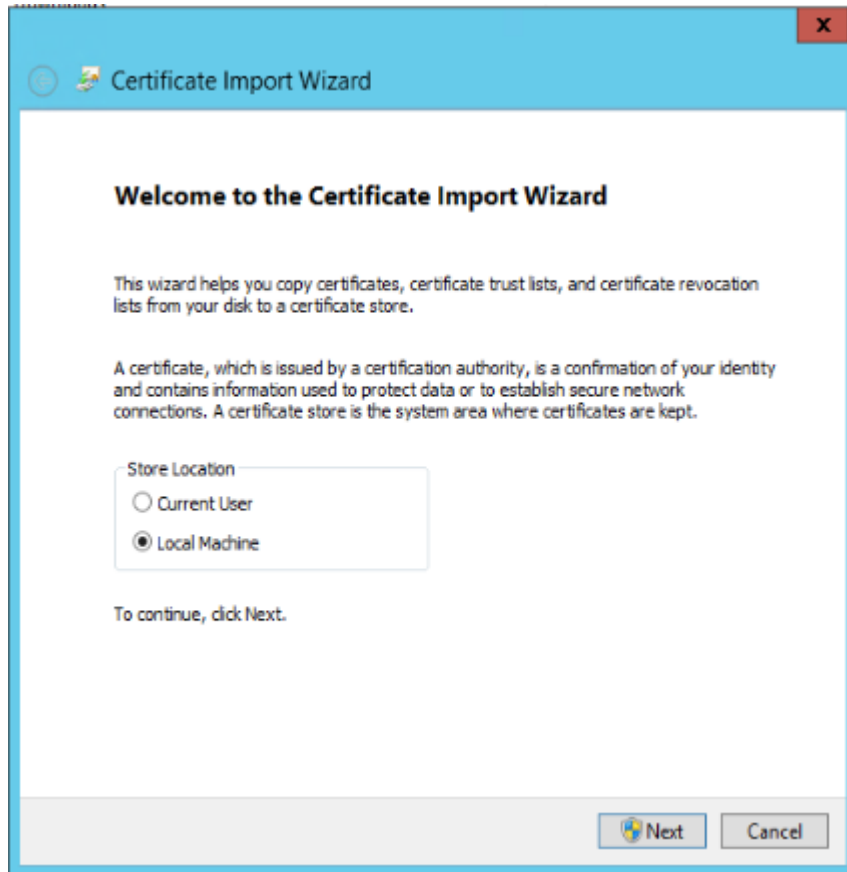 X
Certificate Import Wizard
Welcome to the Certificate Import Wizard
This wizard helps you copy certificates, certificate trust lists, and certificate revocation
lists from your disk to a certificate store.
A certificate, which is issued by a certification authority, is a confirmation of your identity
and contains information used to protect data or to establish secure network
connections. A certificate store is the system area where certificates are kept.
Store Location
Current User
Local Machine
To continue, click Next.
Next Cancel